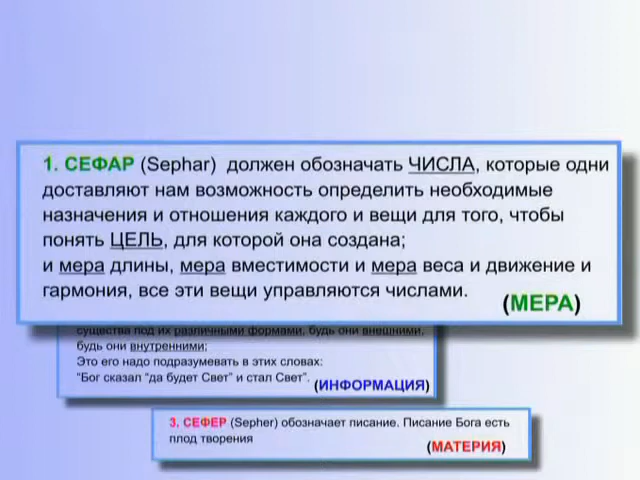 1. СЕФАР (Sephar) должен обозначать ЧИСЛА, которые одни
доставляют нам возможность определить необходимые
назначения и отношения каждого и вещи для того, чтобы
понять ЦЕЛЬ, для которой она создана;
и мера длины, мера вместимости и мера веса и движение и
гармония, все эти вещи управляются числами.
(МЕРА)
существа под их различными формами, будь они внешними,
будь они внутренними;
Это его надо подразумевать в этих словах:
"Бог сказал "да будет Свет" и стал Свет".
(ИНФОРМАЦИЯ)
3. СЕФЕР (Sepher) обозначает писание. Писание Бога есть
плод творения
(МАТЕРИЯ)